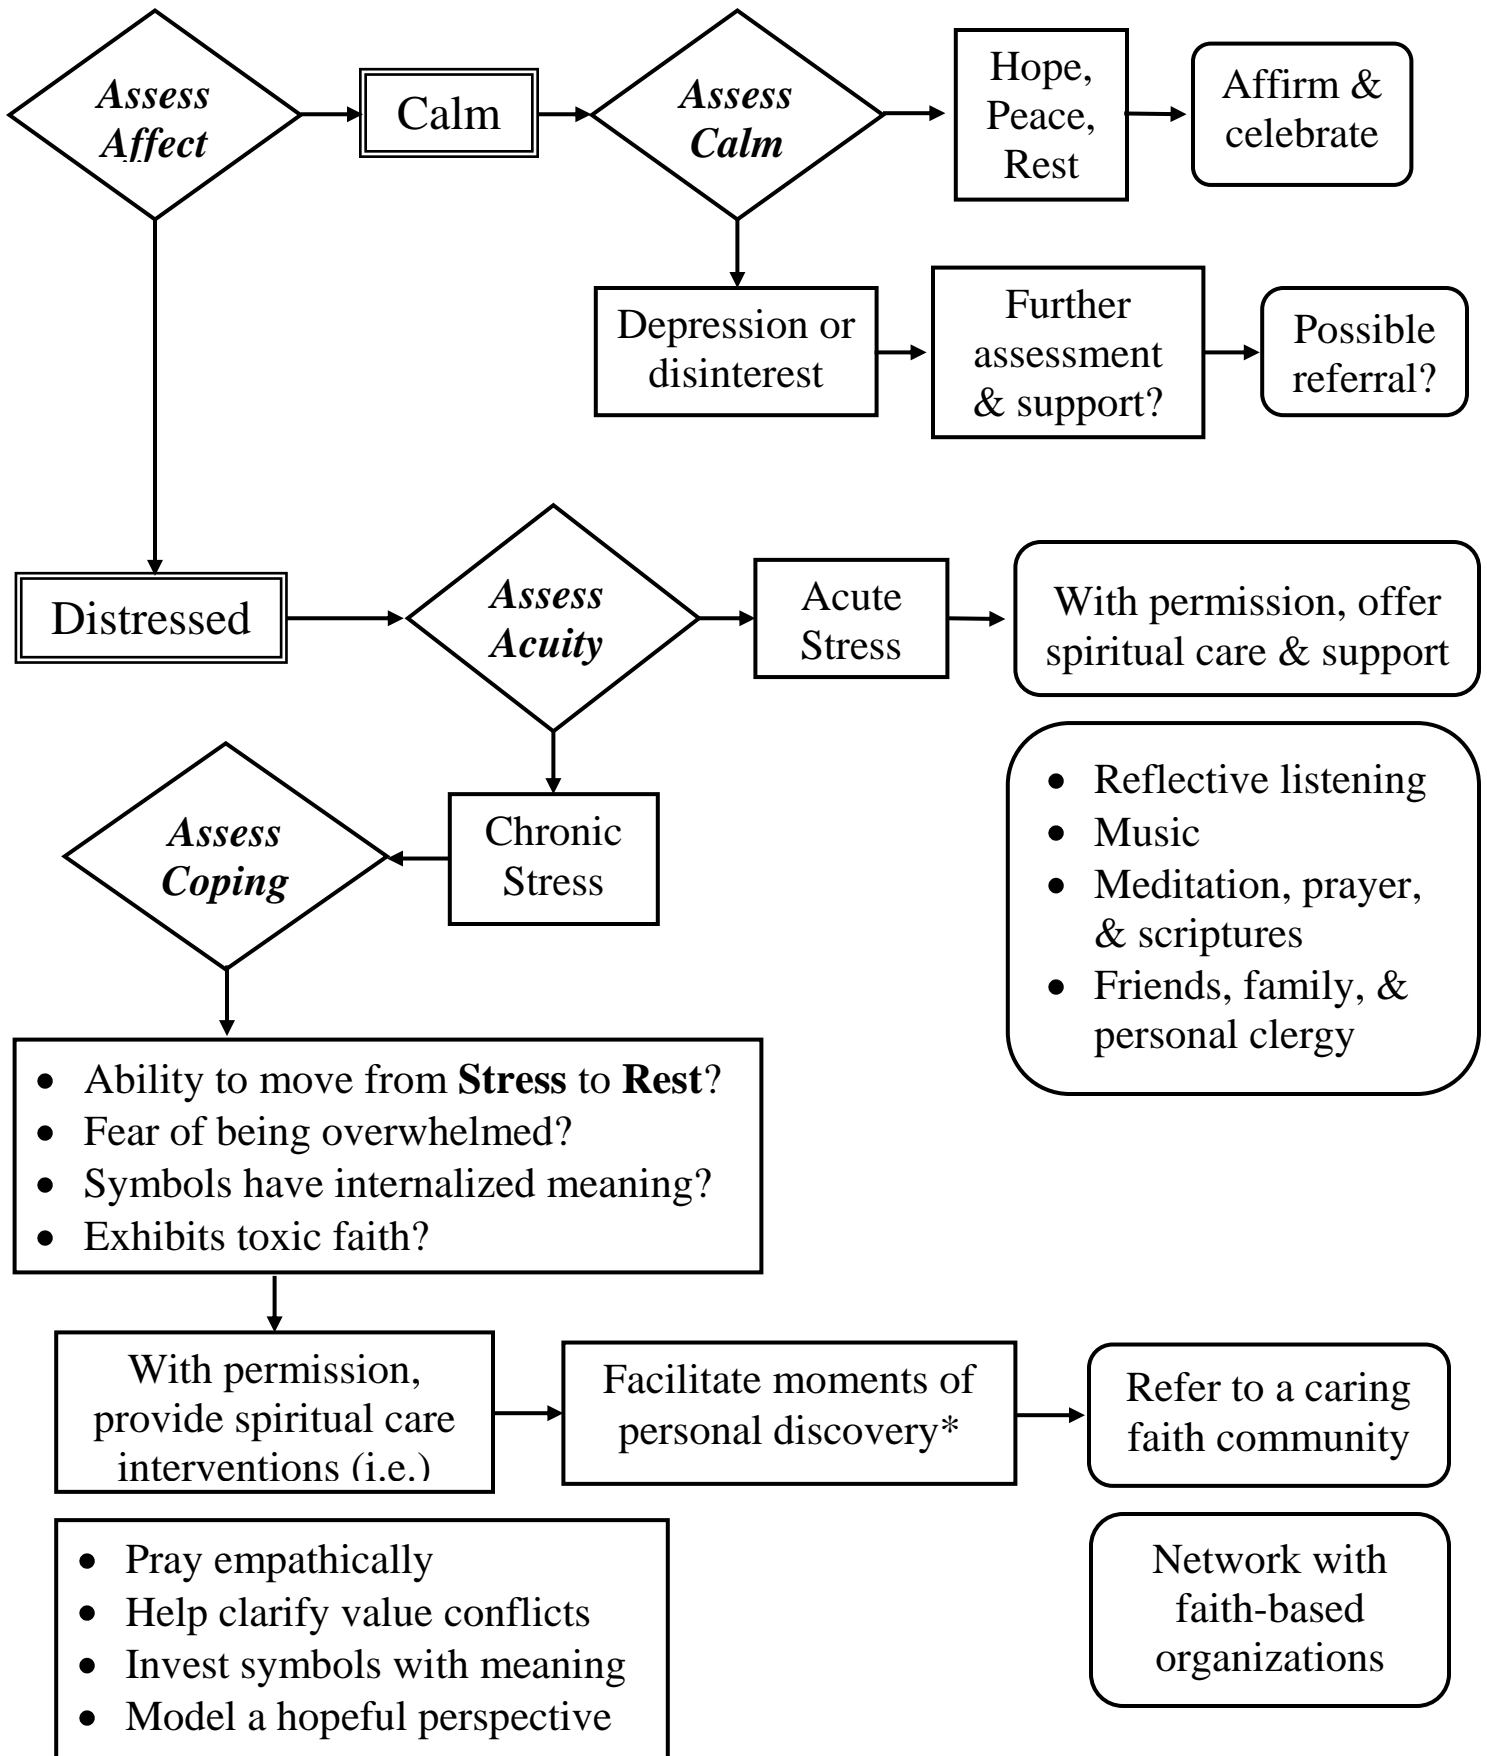 Assess
Affect
Calm
Assess
Calm
Hope,
Peace,
Rest
Affirm &
celebrate
Depression or
disinterest
Further
assessment
& support?
Possible
referral?
Distressed
Assess
Acuity
Acute
Stress
With permission, offer
spiritual care & support
• Reflective listening
• Music
• Meditation, prayer,
& scriptures
• Friends, family, &
personal clergy
Chronic
Stress
Assess
Coping
• Ability to move from Stress to Rest?
• Fear of being overwhelmed?
• Symbols have internalized meaning?
• Exhibits toxic faith?
With permission,
provide spiritual care
interventions (i.e.)
Facilitate moments of
personal discovery*
Refer to a caring
faith community
• Pray empathically
• Help clarify value conflicts
• Invest symbols with meaning
• Model a hopeful perspective
Network with
faith-based
organizations